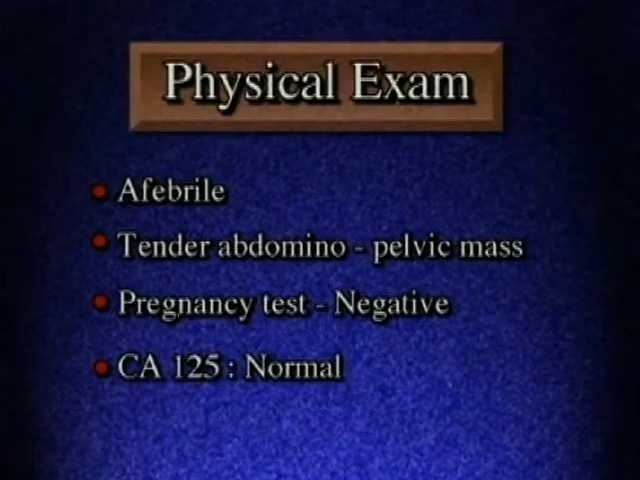 Physical Exam
Afebrile
Tender abdomino - pelvic mass
Pregnancy test - Negative
CA 125 : Normal